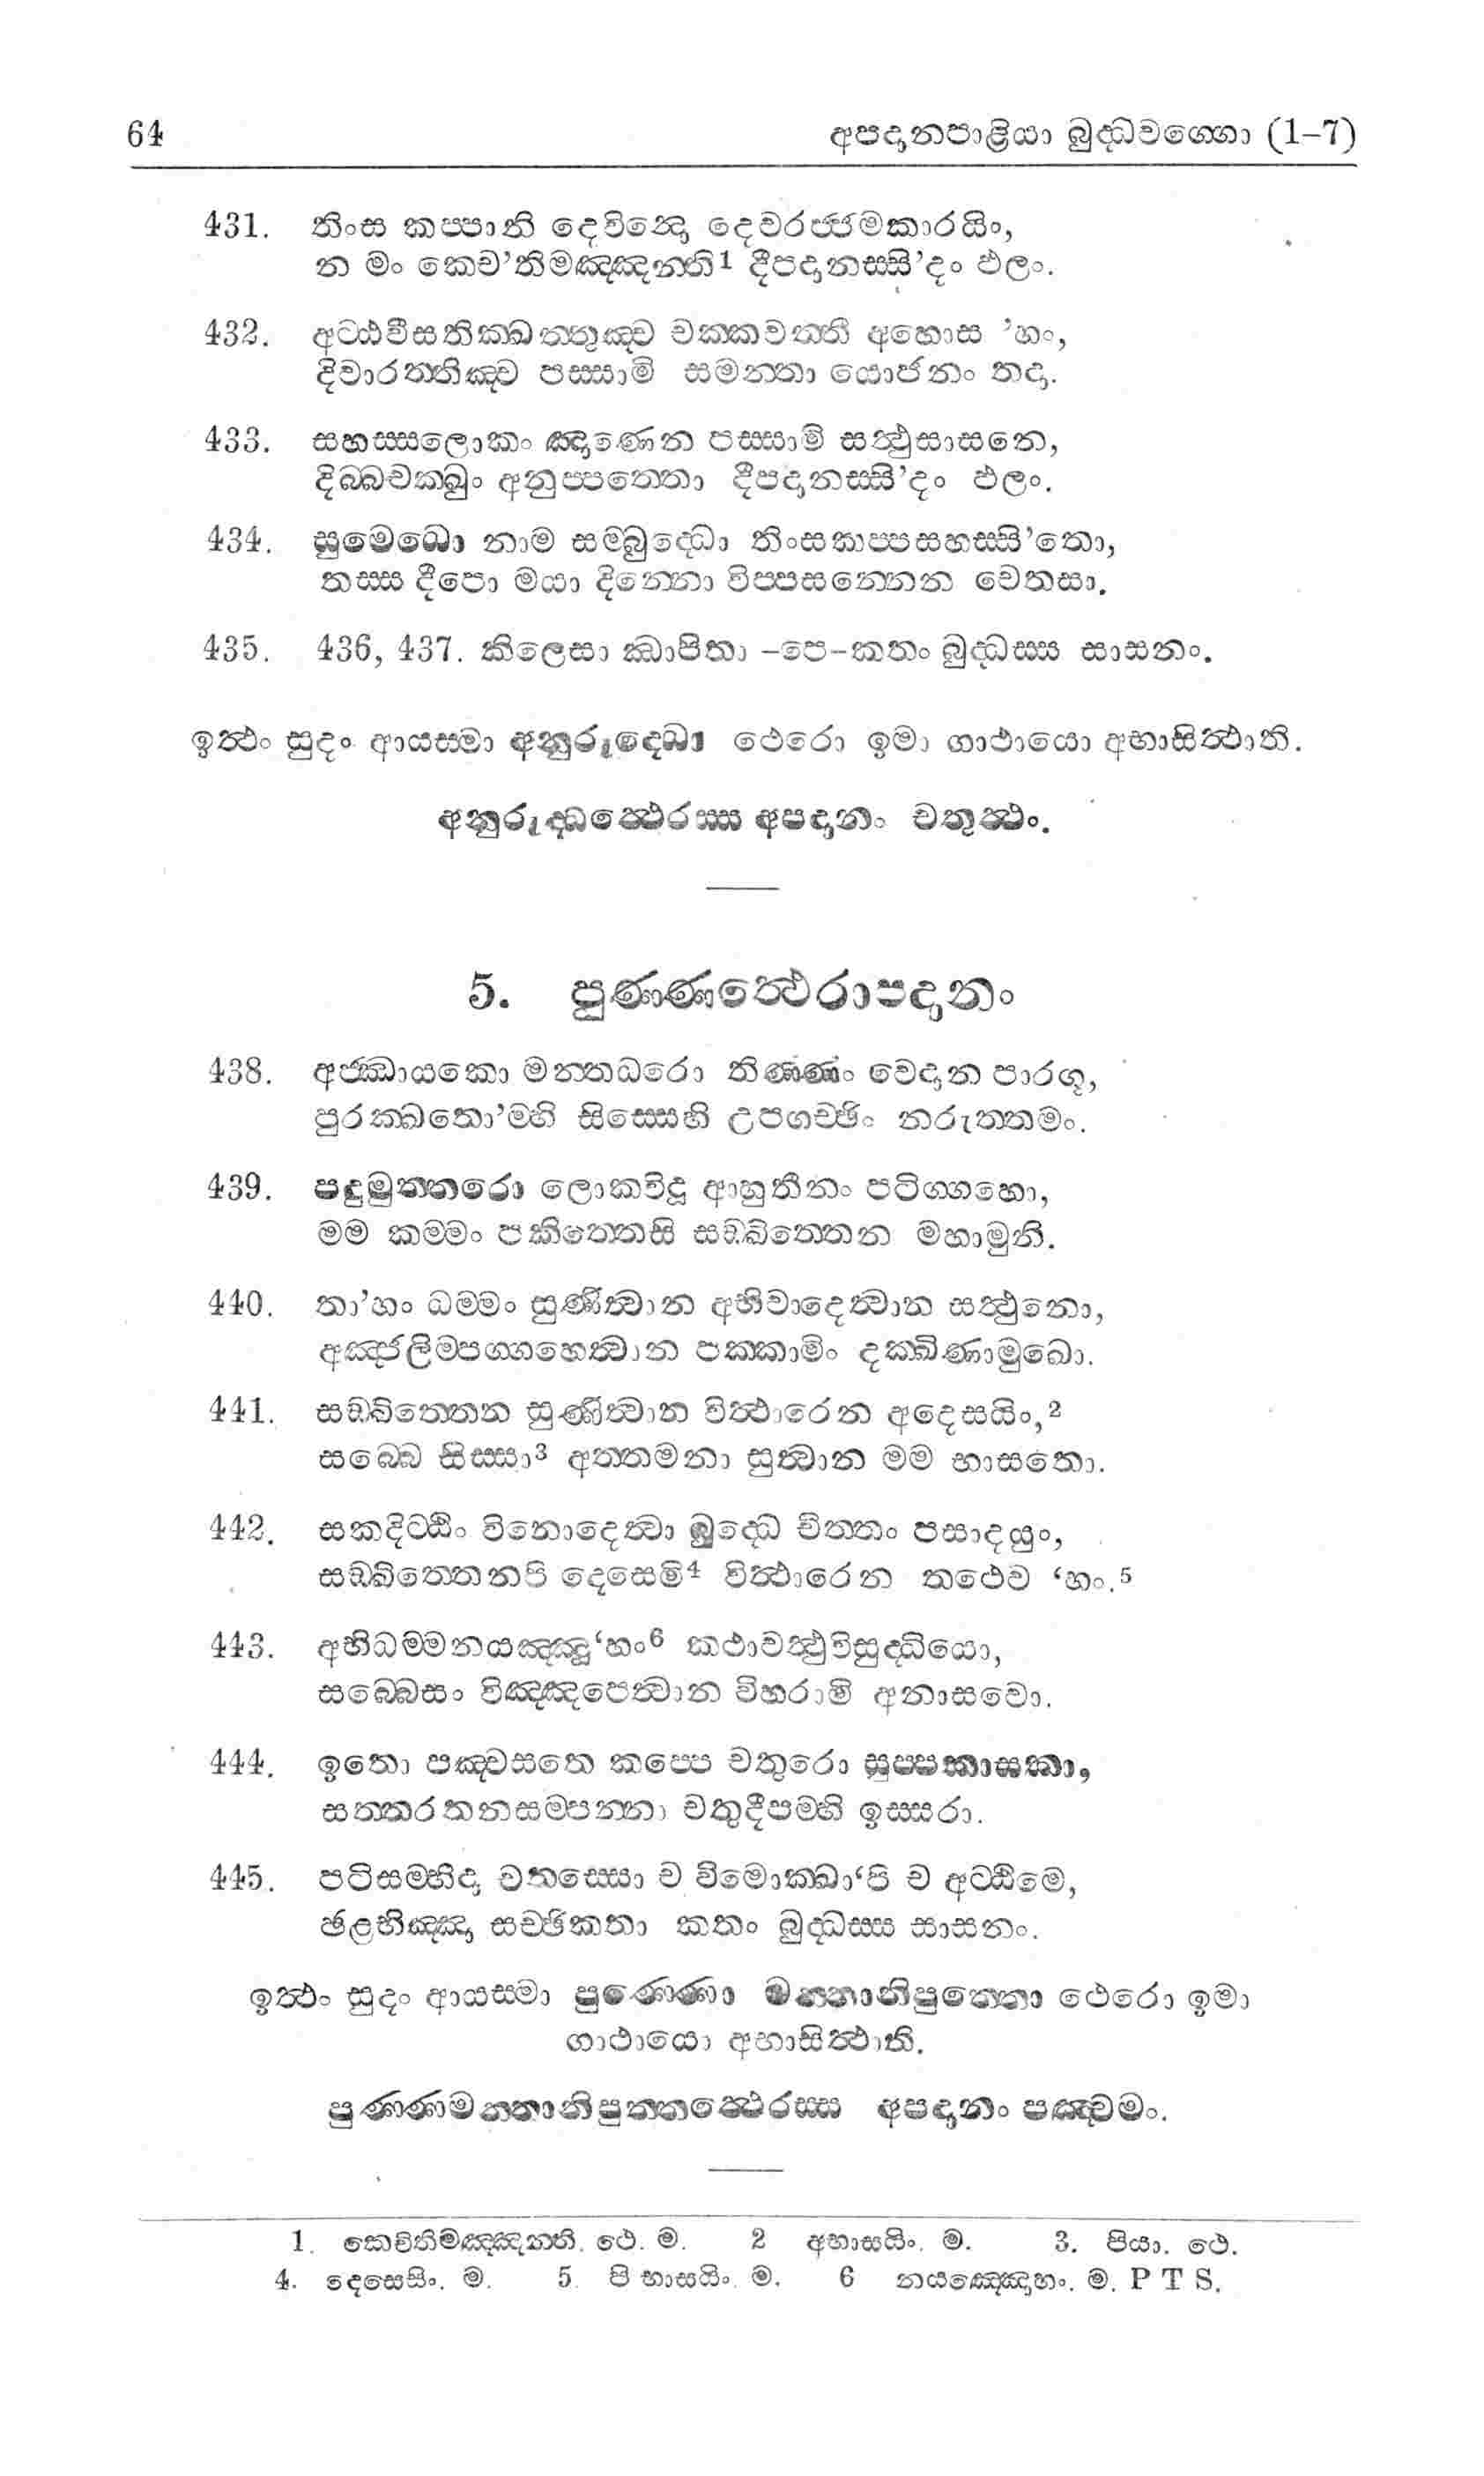 64 අපදානපාළියා බුද්ධවග්ගො (1–7)
431. තිංස කප්පානි දෙවින්දො දෙවරජ්ජමකාරයිං,
න මං කෙච’තිමඤ්ඤන්ති1 දීපදානස්සි’දං ඵලං.
432. අට්ඨවීසතික්ඛත්තුඤ්ච චක්කවත්තී අහොස ’හං,
දිවාරත්තිඤ්ච පස්සාමි සමන්තා යොජනං තදා.
433. සහස්සලොකං ඤාණෙන පස්සාමි සත්ථුසාසනෙ,
දිබ්බචක්ඛුං අනුප්පත්තො දීපදානස්සි’දං ඵලං.
434. සුමෙධො නාම සම්බුද්ධො තිංසකප්පසහස්සි’තො,
තස්ස දීපො මයා දින්නො විප්පසන්නෙන චෙතසා.
435. 436, 437. කිලෙසා ඣාපිතා –පෙ–කතං බුද්ධස්ස සාසනං.
ඉත්ථං සුදං ආයස්මා අනුරුද්ධො ථෙරො ඉමා ගාථායො අභාසිත්ථාති.
අනුරුද්ධත්ථෙරස්ස අපදානං චතුත්ථං.
5. පුණ්ණත්ථෙරාපදානං
438. අජ්ඣායකො මන්තධරො තිණ්ණං වෙදාන පාරගූ,
පුරක්ඛතො’ම්හි සිස්සෙහි උපගච්ඡිං නරුත්තමං.
439. පදුමුත්තරො ලොකවිදූ ආහුතීනං පටිග්ගහො,
මම කම්මං පකිත්තෙසි සඞ්ඛිත්තෙන මහාමුනි.
440. තා’හං ධම්මං සුණිත්වාන අභිවාදෙත්වාන සත්ථුනො,
අඤ්ජලිම්පග්ගහෙත්වාන පක්කාමිං දක්ඛිණාමුඛො.
441. සඞ්ඛිත්තෙන සුණිත්වාන විත්ථාරෙන අදෙසයිං,2
සබ්බෙ සිස්සා3 අත්තමනා සුත්වාන මම භාසතො.
442. සකදිට්ඨිං විනොදෙත්වා බුද්ධෙ චිත්තං පසාදයුං,
සඞ්ඛිත්තෙනපි දෙසෙමි4 විත්ථාරෙන තථෙව ‘හං.5
443. අභිධම්මනයඤ්ඤූ‘හං6 කථාවත්ථුවිසුද්ධියො,
සබ්බෙසං විඤ්ඤපෙත්වාන විහරාමි අනාසවො.
444. ඉතො පඤ්චසතෙ කප්පෙ චතුරො සුප්පකාසකා,
සත්තරතනසම්පන්නා චතුදීපම්හි ඉස්සරා.
445. පටිසම්භිදා චතස්සො ච විමොක්ඛා‘පි ච අට්ඨිමෙ,
ඡළභිඤ්ඤා සච්ඡිකතා කතං බුද්ධස්ස සාසනං.
ඉත්ථං සුදං ආයස්මා පුණ්ණො මන්තානිපුත්තො ථෙරො ඉමා
ගාථායො අභාසිත්ථාති.
පුණ්ණමන්තානිපුත්තත්ථෙරස්ස අපදානං පඤ්චමං.
1. කෙචිතිමඤ්ඤන්ති. ථෙ. ම. 2 අභාසයිං. ම. 3. පියා. ථෙ.
4. දෙසෙසිං. ම. 5. පි භාසයිං. ම. 6 නයඤ්ඤොහං. ම. P T S.